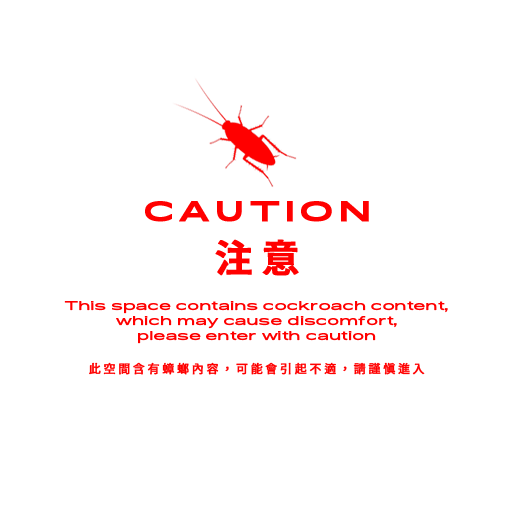 CAUTION
注意
This space contains cockroach content,
which may cause discomfort,
please enter with caution
此空間含有蟑螂內容，可能會引起不適，請謹慎進入